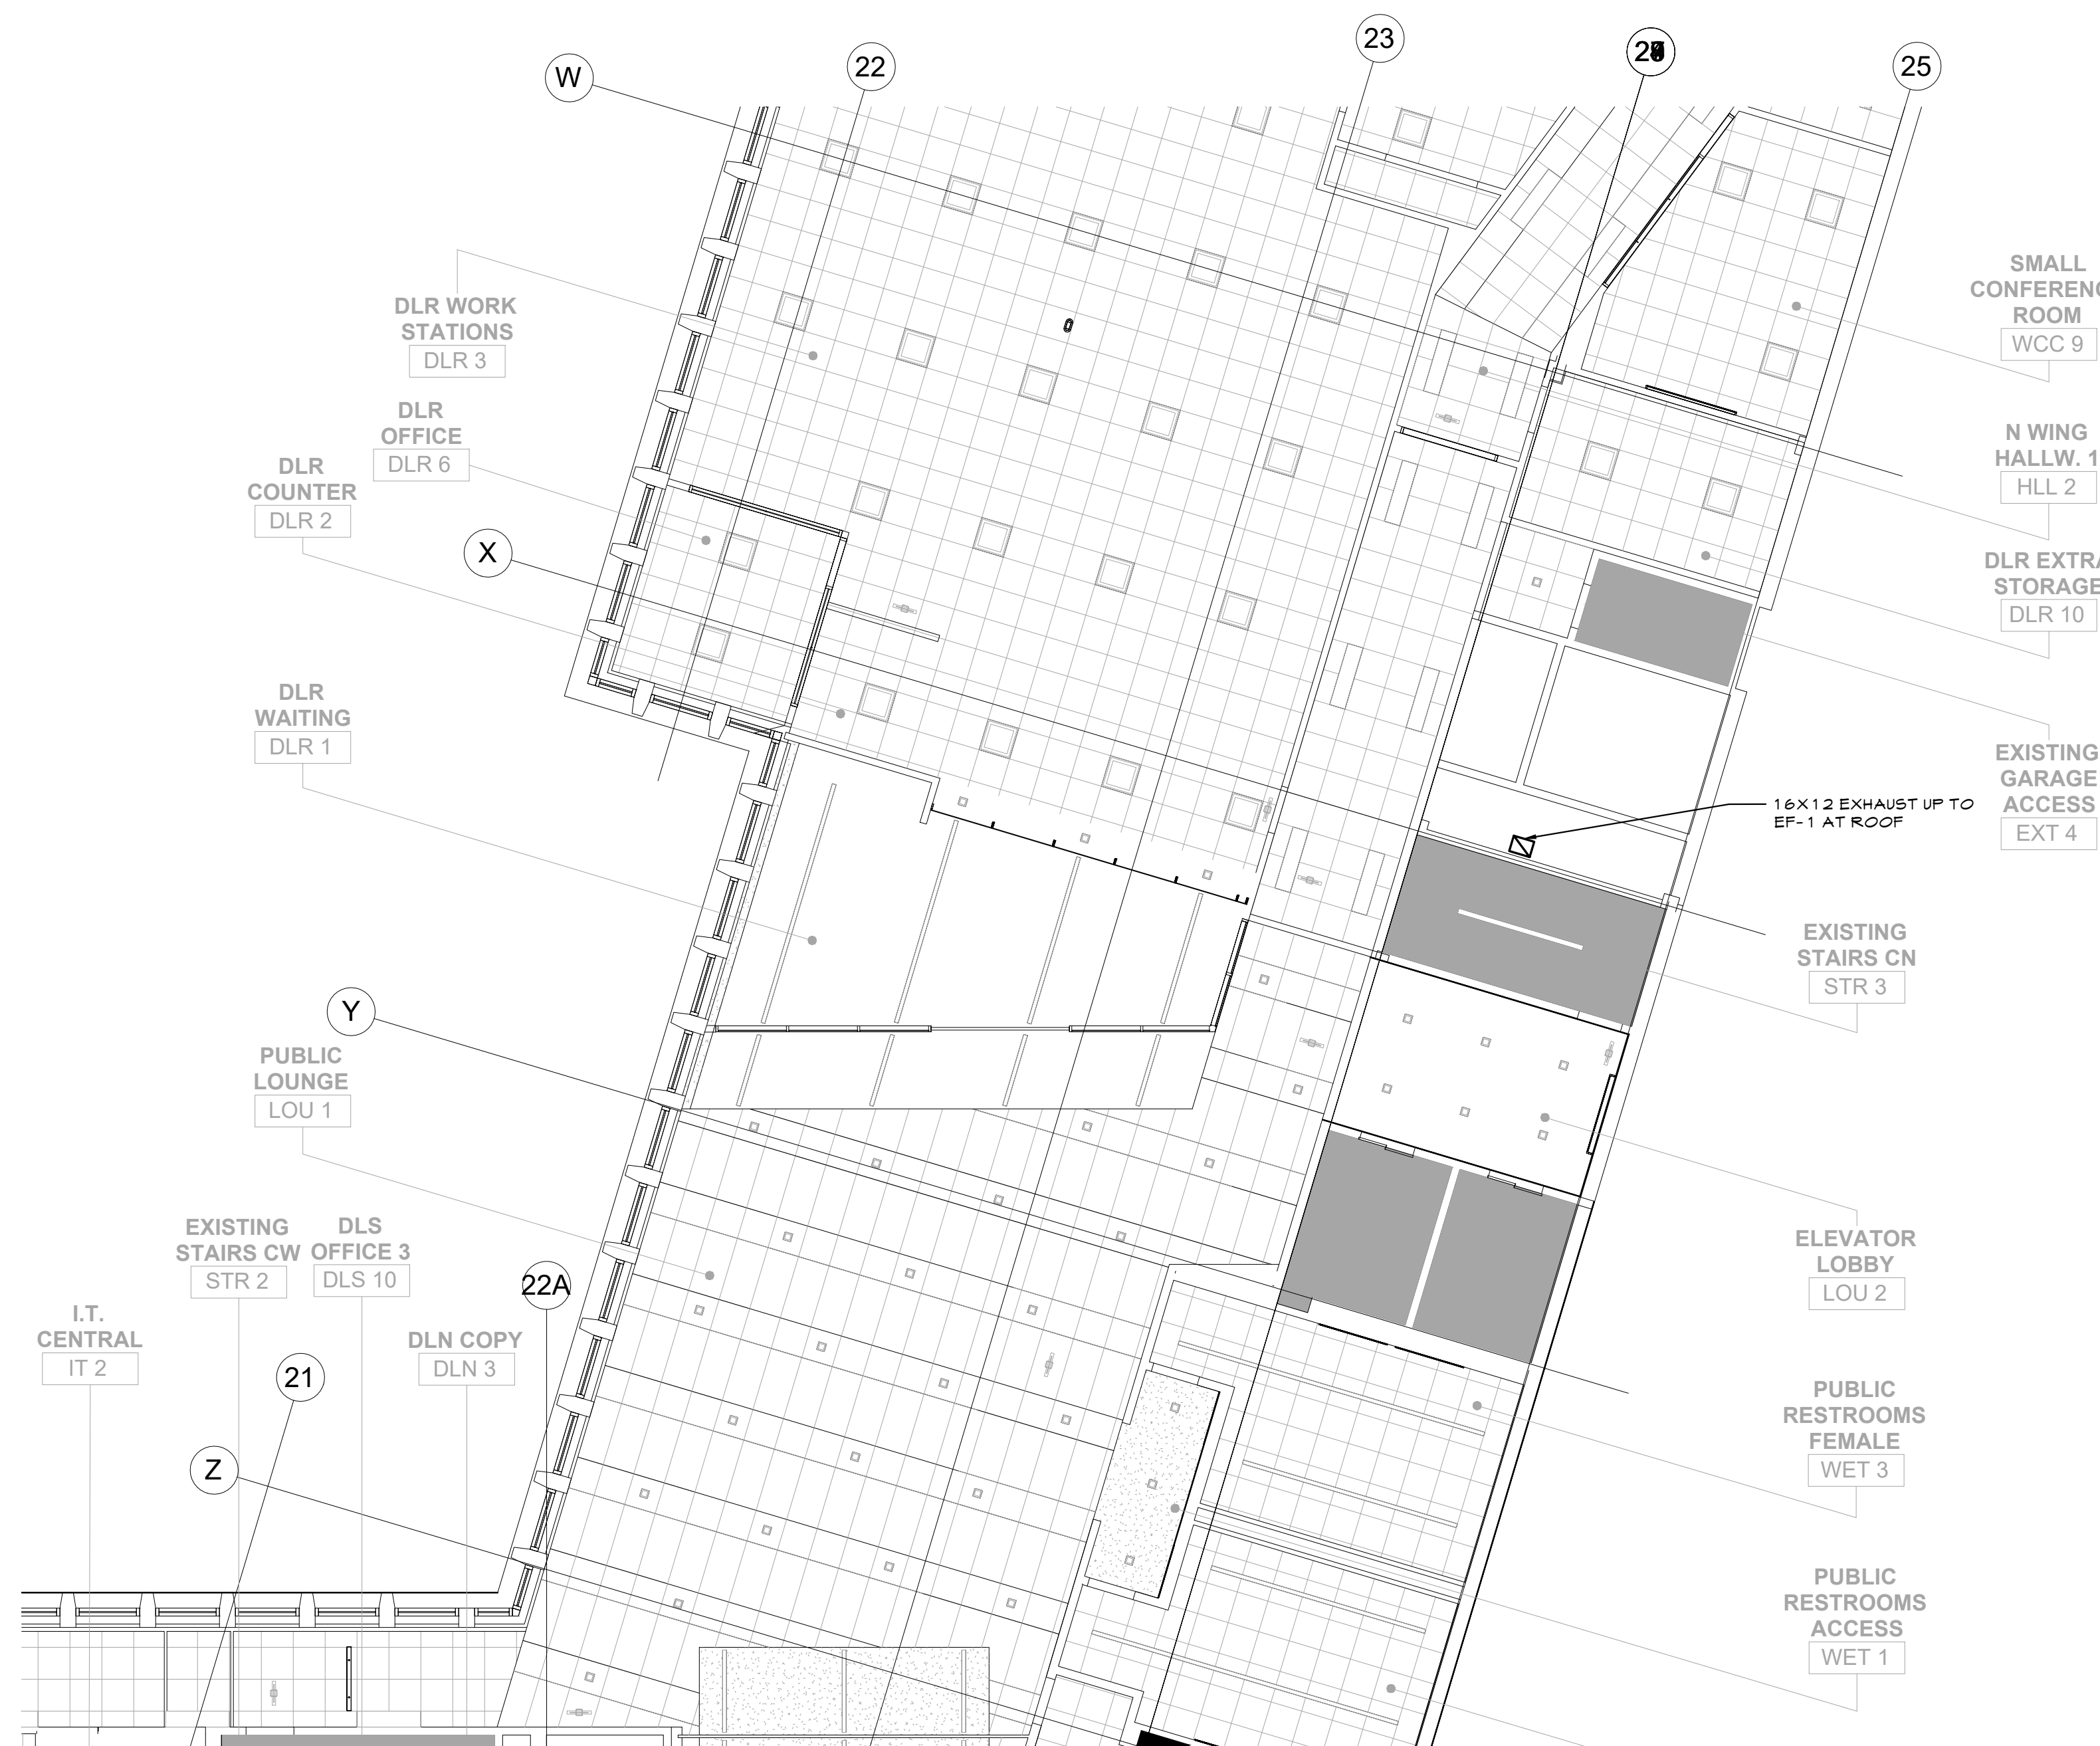 23
W
22
25
SMALL
CONFERENC
ROOM
WCC 9
DLR WORK
STATIONS
DLR 3
DLR
OFFICE
DLR 6
N WING
HALLW. 1
HLL 2
DLR
COUNTER
DLR 2
X
DLR EXTRA
STORAGE
DLR 10
DLR
WAITING
DLR 1
EXISTING
GARAGE
ACCESS
EXT 4
16X12 EXHAUST UP TO
EF-1 AT ROOF
EXISTING
STAIRS CN
STR 3
Y
PUBLIC
LOUNGE
LOU 1
EXISTING
STAIRS CW
STR 2
DLS
OFFICE 3
DLS 10
22A
ELEVATOR
LOBBY
LOU 2
I.T.
CENTRAL
IT 2
21
DLN COPY
DLN 3
PUBLIC
RESTROOMS
FEMALE
WET 3
Z
PUBLIC
RESTROOMS
ACCESS
WET 1